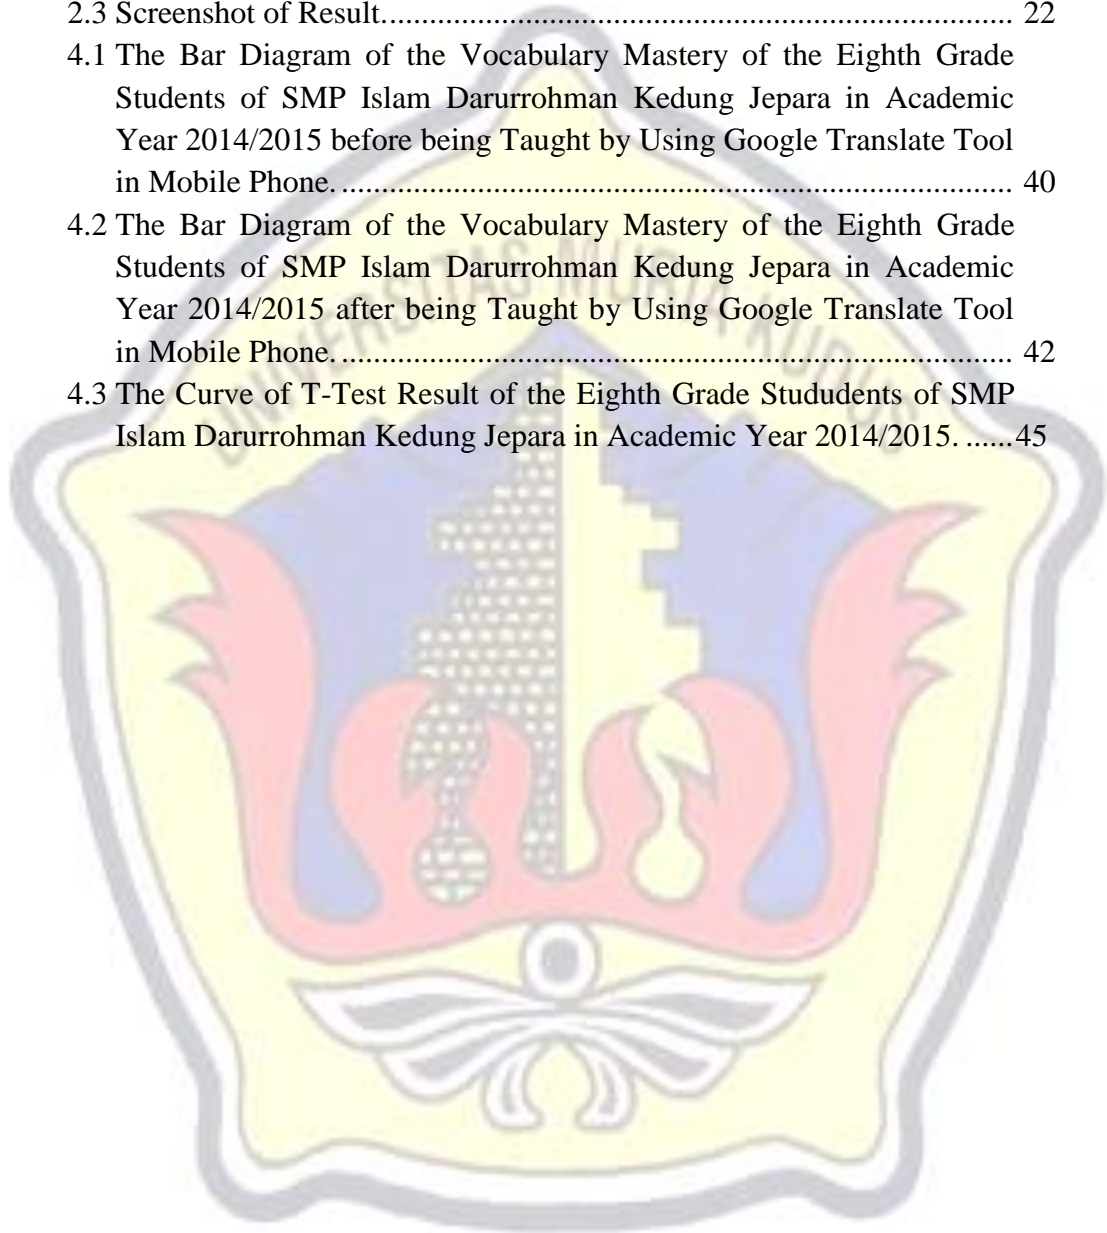 2.3 Screenshot of Result............................................................................... 22
4.1 The Bar Diagram of the Vocabulary Mastery of the Eighth Grade
Students of SMP Islam Darurrohman Kedung Jepara in Academic
Year 2014/2015 before being Taught by Using Google Translate Tool
in Mobile Phone. .................................................................................... 40
4.2 The Bar Diagram of the Vocabulary Mastery of the Eighth Grade
Students of SMP Islam Darurrohman Kedung Jepara in Academic
Year 2014/2015 after being Taught by Using Google Translate Tool
in Mobile Phone. .................................................................................... 42
4.3 The Curve of T-Test Result of the Eighth Grade Stududents of SMP
Islam Darurrohman Kedung Jepara in Academic Year 2014/2015. ......45
UNIVERSITAS MURIA KUDUS